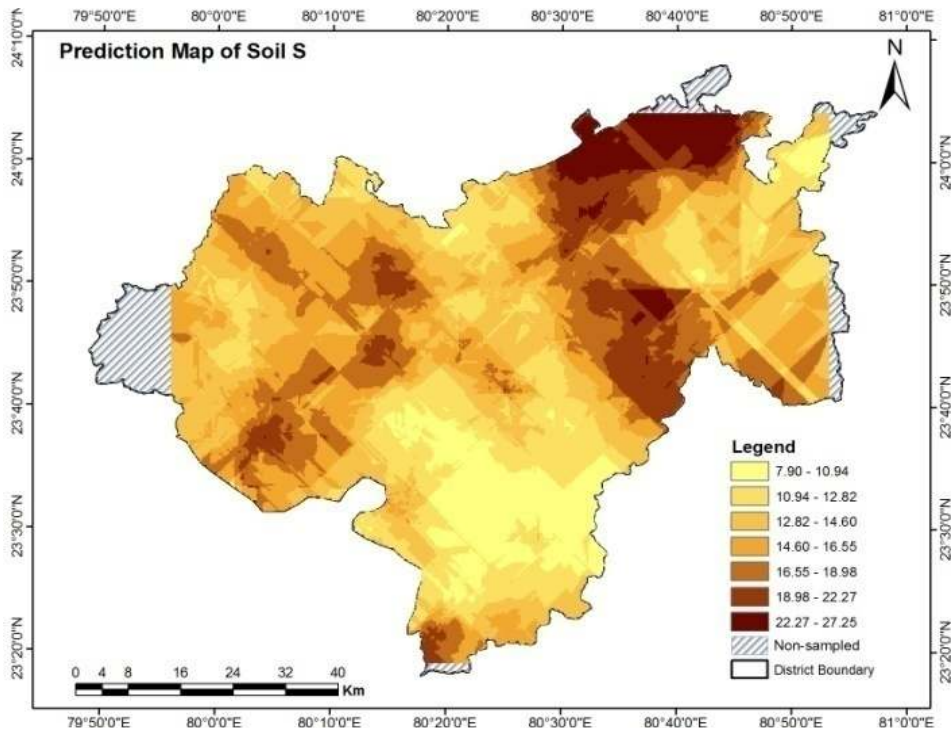 79°50'0"E 80°0'0"E 80°10'0"E 80°20'0"E 80°30'0"E 80°40'0"E 80°50'0"E 81°0'0"E
Prediction Map of Soil S
N
24°10'0"N
24°0'0"N
23°50'0"N
23°40'0"N
23°30'0"N
23°20'0"N
24°0'0"N
23°50'0"N
23°40'0"N
23°30'0"N
23°20'0"N
Legend
7.90 - 10.94
10.94 - 12.82
12.82 - 14.60
14.60 - 16.55
16.55 - 18.98
18.98 - 22.27
22.27 - 27.25
Non-sampled
District Boundary
0 4 8 16 24 32 40
Km
79°50'0"E 80°0'0"E 80°10'0"E 80°20'0"E 80°30'0"E 80°40'0"E 80°50'0"E 81°0'0"E